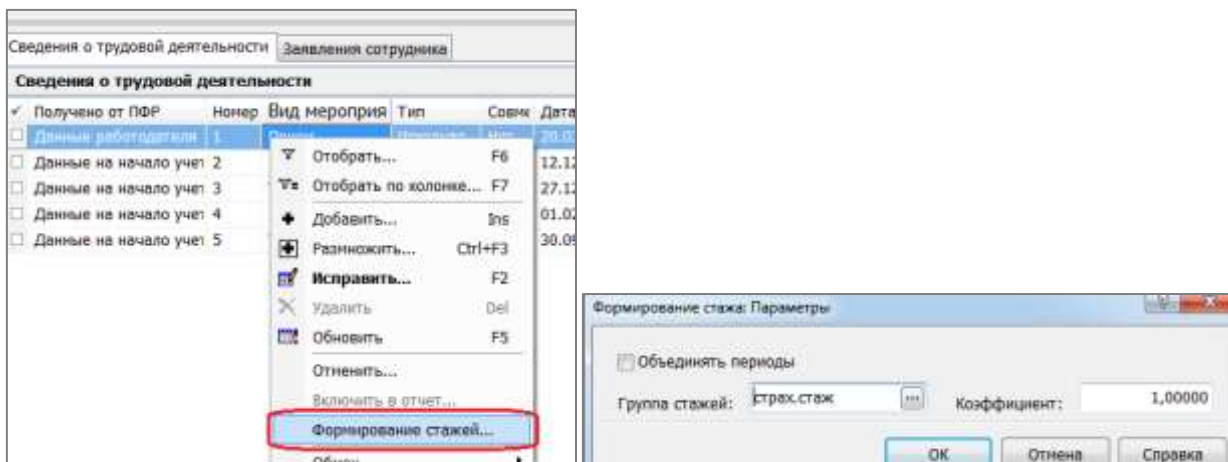 Сведения о трудовой деятельности Заявления сотрудника
Сведения о трудовой деятельности
Получено от ПФР Номер Вид мероприя Тип Совмє Дата
Данные работодателя 1
Данные на начало учет 2 12.12
Данные на начало учет 3 27.12
Данные на начало учет 4 01.02
Данные на начало учет 5 30.09
Отобрать... F6
Отобрать по колонке... F7
Добавить... Ins
Размножить... Ctrl+F3
Исправить... F2
Удалить Del
Обновить F5
Отменить...
Включить в отчет...
Формирование стажей...
Формирование стажа: Параметры
Объединять периоды
Группа стажей: страх.стаж ... Коэффициент: 1,00000
ОК Отмена Справка